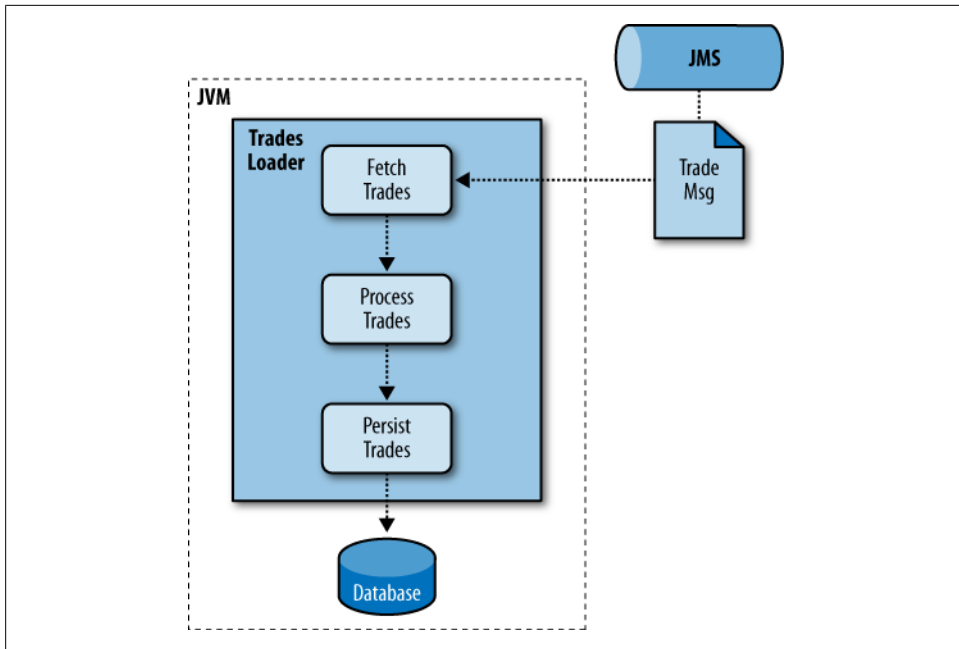 JMS
JVM
Trades
Loader
Fetch
Trades
Trade
Msg
Process
Trades
Persist
Trades
Database